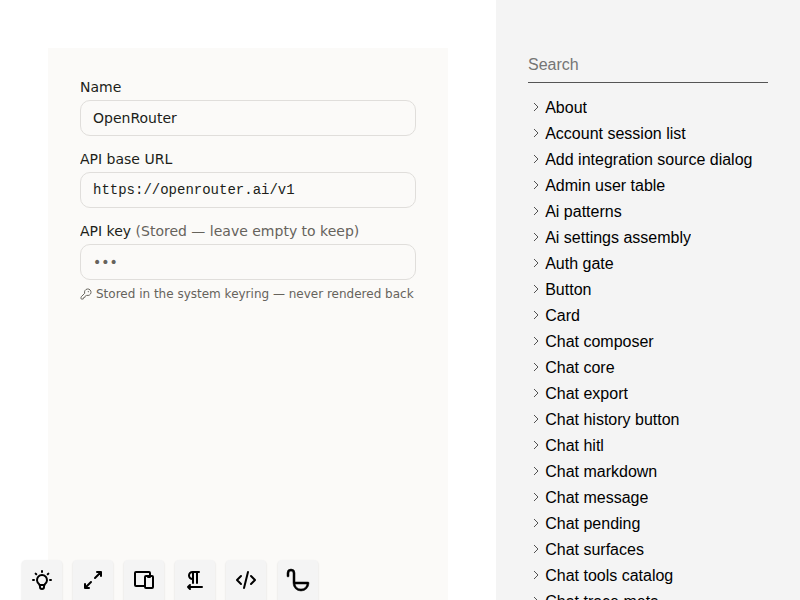 Name
OpenRouter
API base URL
https://openrouter.ai/v1
API key (Stored — leave empty to keep)
•••
Stored in the system keyring — never rendered back
Search
About
Account session list
Add integration source dialog
Admin user table
Ai patterns
Ai settings assembly
Auth gate
Button
Card
Chat composer
Chat core
Chat export
Chat history button
Chat hitl
Chat markdown
Chat message
Chat pending
Chat surfaces
Chat tools catalog
Chat trace meta